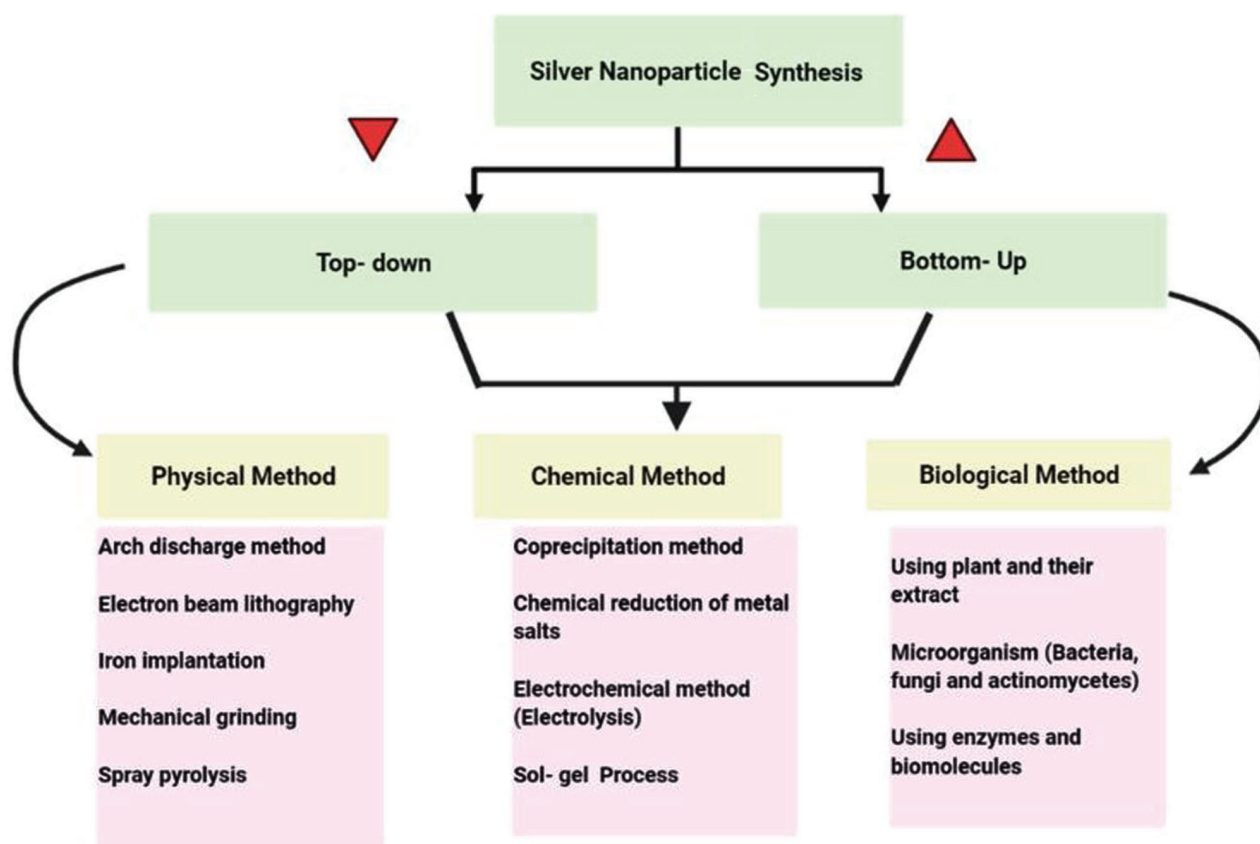 Silver Nanoparticle Synthesis
Top- down
Bottom- Up
Physical Method
Arch discharge method
Electron beam lithography
Iron implantation
Mechanical grinding
Spray pyrolysis
Chemical Method
Coprecipitation method
Chemical reduction of metal
salts
Electrochemical method
(Electrolysis)
Sol- gel Process
Biological Method
Using plant and their
extract
Microorganism (Bacteria,
fungi and actinomycetes)
Using enzymes and
biomolecules